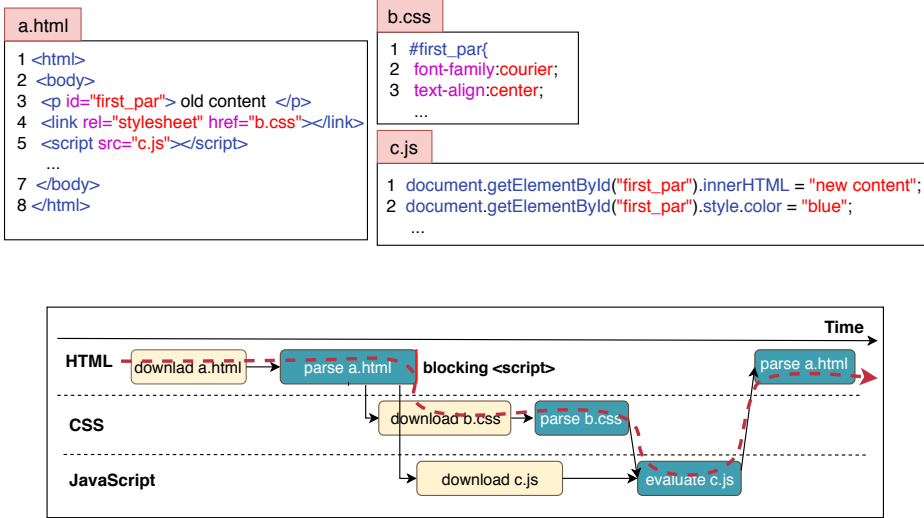 a.html
1 <html>
2 <body>
3 <p id="first_par"> old content </p>
4 <link rel="stylesheet" href="b.css"></link>
5 <script src="c.js"></script>
...
7 </body>
8 </html>
b.css
1 #first_par{
2 font-family:courier;
3 text-align:center;
...
c.js
1 document.getElementById("first_par").innerHTML = "new content";
2 document.getElementById("first_par").style.color = "blue";
...
Time
HTML
downlad a.html
parse a.html
blocking <script>
parse a.html
CSS
download b.css
parse b.css
JavaScript
download c.js
evaluate c.js